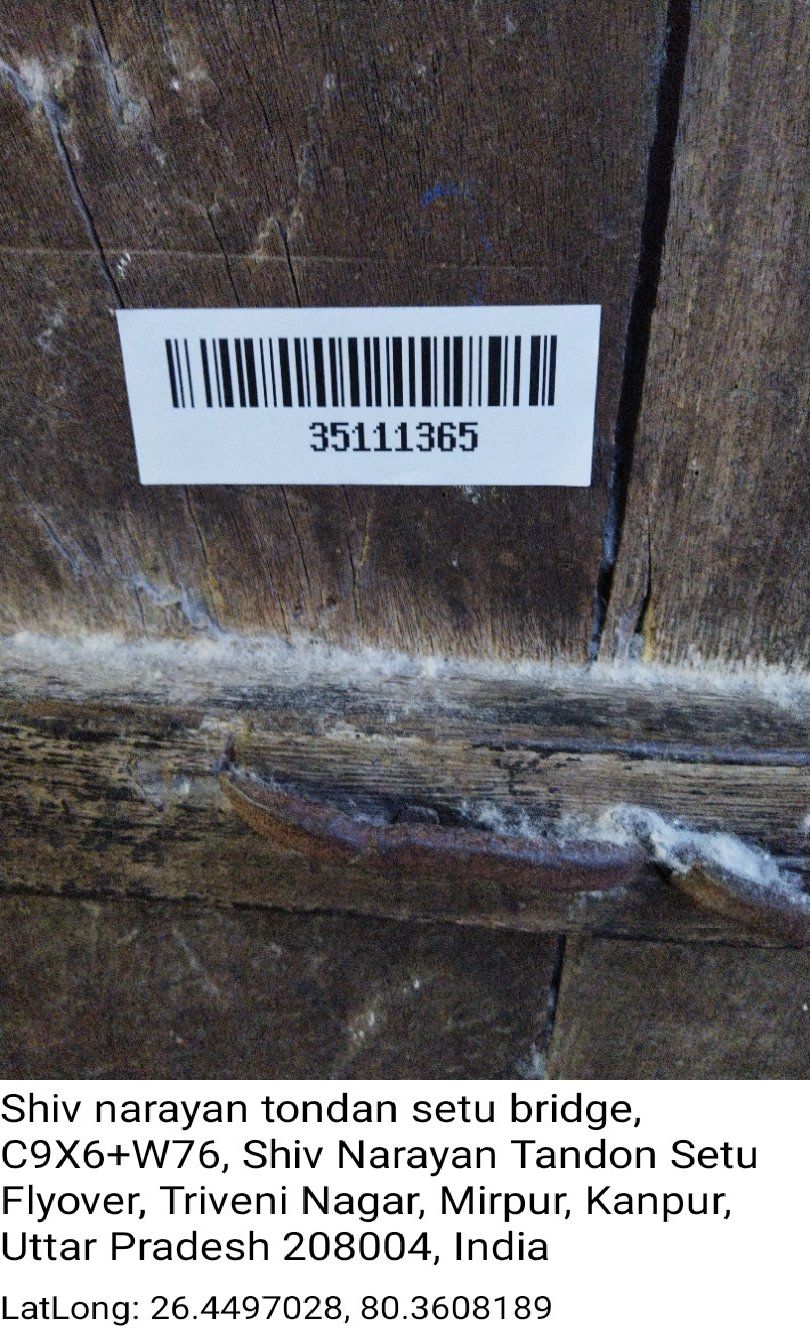 35111365
Shiv narayan tondan setu bridge,
C9X6+W76, Shiv Narayan Tandon Setu
Flyover, Triveni Nagar, Mirpur, Kanpur,
Uttar Pradesh 208004, India
LatLong: 26.4497028, 80.3608189